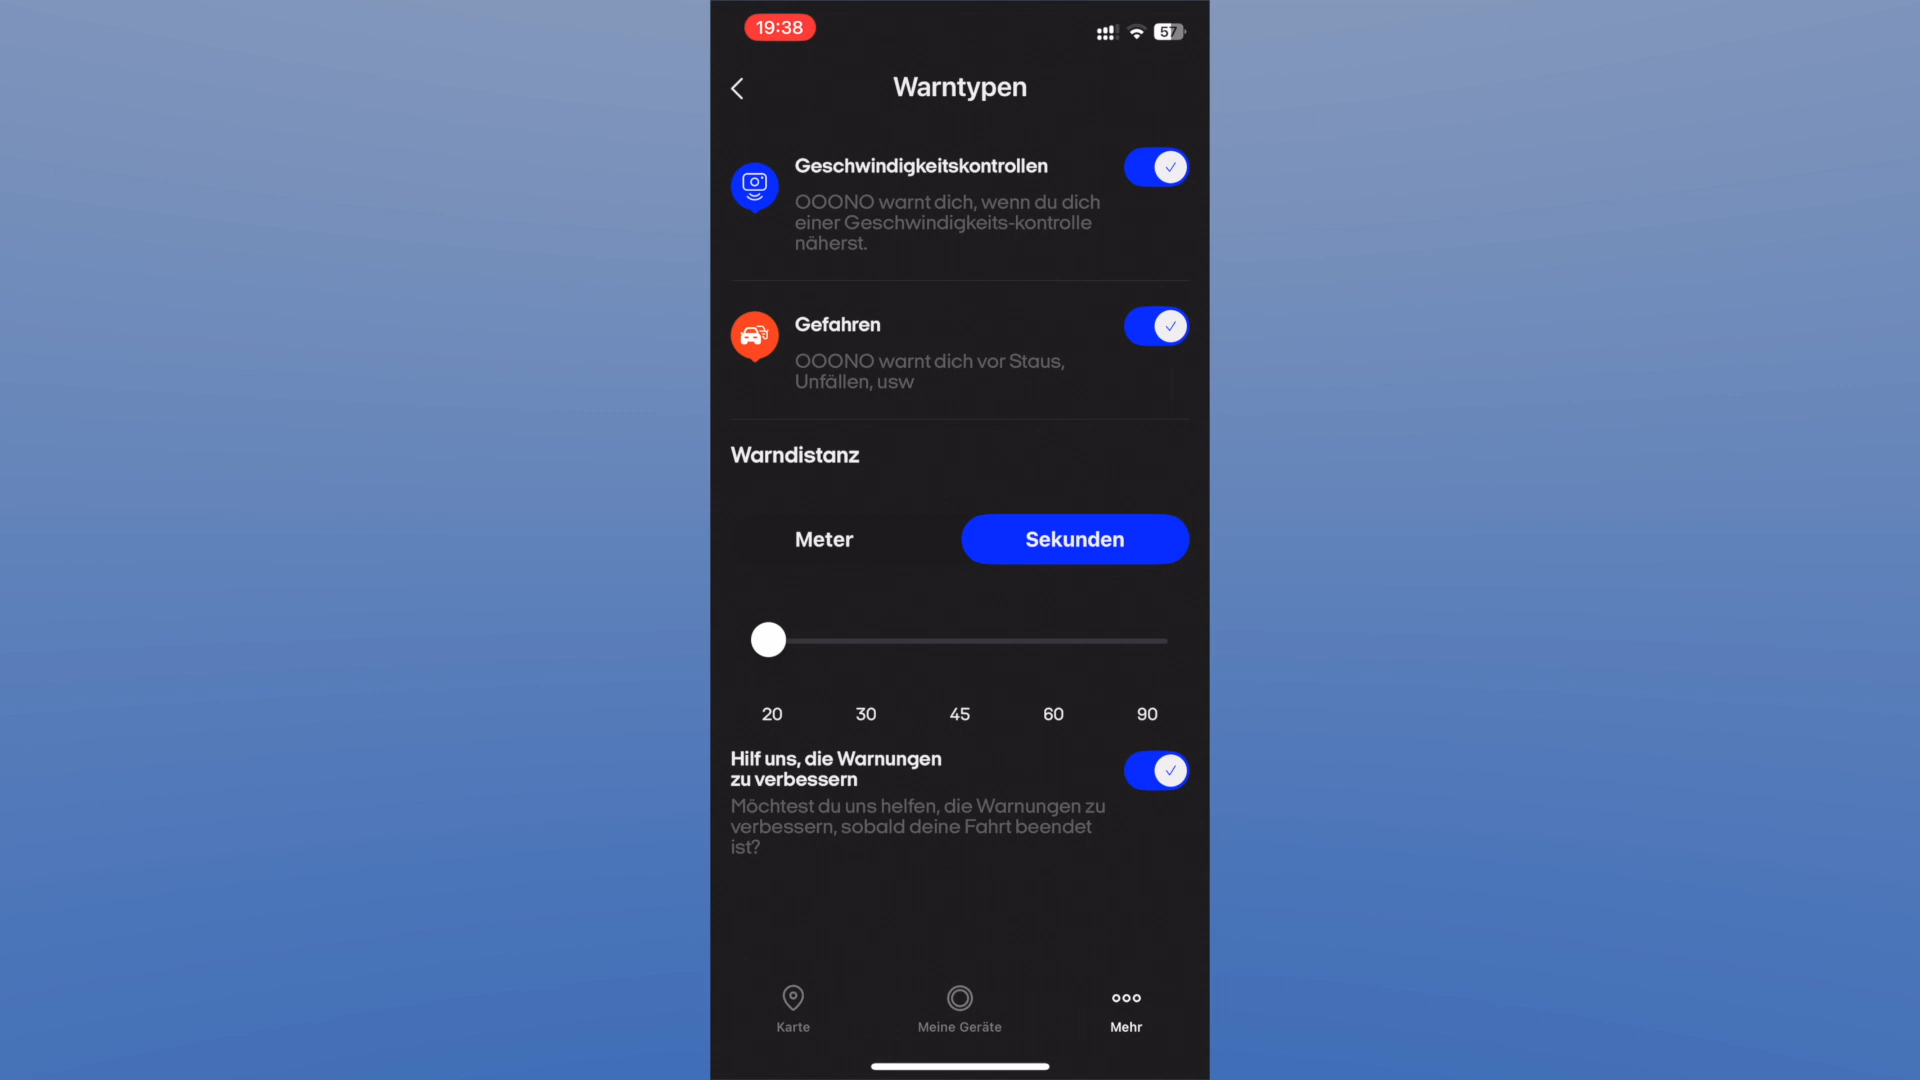 19:38
57
Warntypen
Geschwindigkeitskontrollen
OOONO warnt dich, wenn du dich
einer Geschwindigkeits-kontrolle
näherst.
Gefahren
OOONO warnt dich vor Staus,
Unfällen, usw
Warndistanz
Meter Sekunden
20 30 45 60 90
Hilf uns, die Warnungen
zu verbessern
Möchtest du uns helfen, die Warnungen zu
verbessern, sobald deine Fahrt beendet
ist?
Karte Meine Geräte Mehr